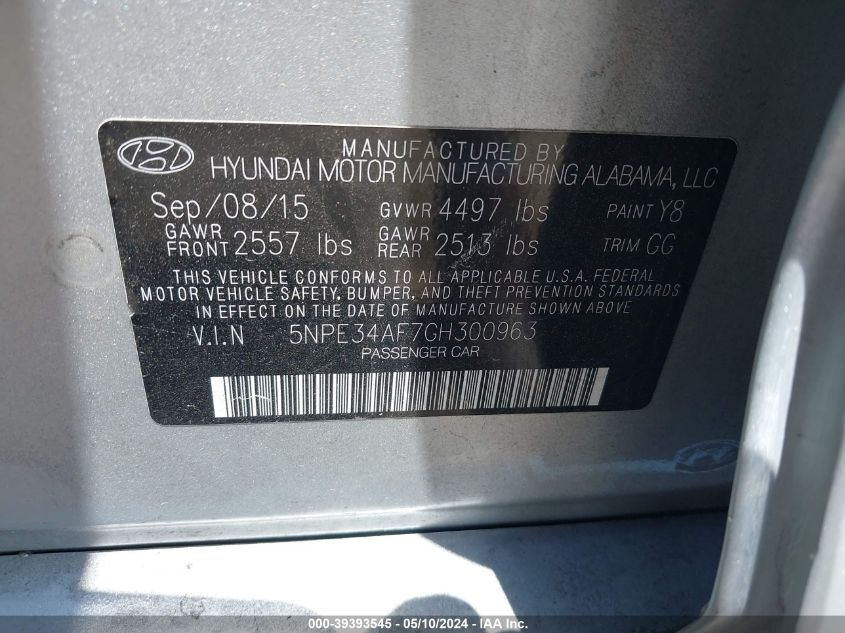 MANUFACTURED BY
HYUNDAI MOTOR MANUFACTURING ALABAMA, LLC
Sep/08/15 GVWR 4497 lbs PAINT Y8
GAWR FRONT 2557 lbs GAWR REAR 2513 lbs TRIM GG
THIS VEHICLE CONFORMS TO ALL APPLICABLE U.S.A. FEDERAL
MOTOR VEHICLE SAFETY, BUMPER, AND THEFT PREVENTION STANDARDS
IN EFFECT ON THE DATE OF MANUFACTURE SHOWN ABOVE
V.I.N 5NPE34AF7GH300963
PASSENGER CAR
000-39393545 - 05/10/2024 - IAA Inc.